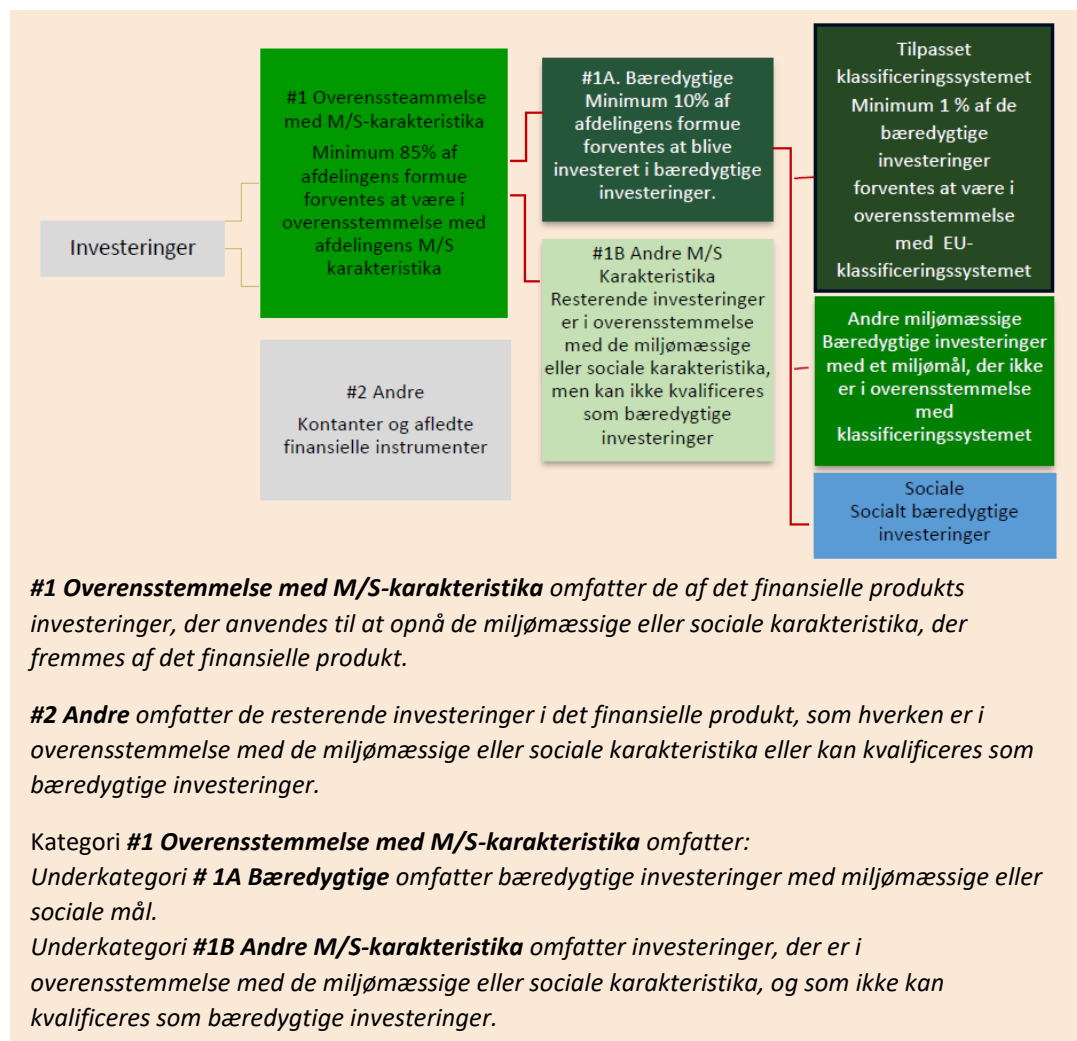 Investeringer
#1 Overenssteammelse
med M/S-karakteristika
Minimum 85% af
afdelingens formue
forventes at være i
overensstemmelse med
afdelingens M/S
karakteristika
#2 Andre
Kontanter og afledte
finansielle instrumenter
#1A. Bæredygtige
Minimum 10% af
afdelingens formue
forventes at blive
investeret i bæredygtige
investeringer.
#1B Andre M/S
Karakteristika
Resterende investeringer
er i overensstemmelse
med de miljømæssige
eller sociale karakteristika,
men kan ikke kvalificeres
som bæredygtige
investeringer
Tilpasset
klassificeringssystemet
Minimum 1 % af de
bæredygtige
investeringer
forventes at være i
overensstemmelse
med EU-
klassificeringssystemet
Andre miljømæssige
Bæredygtige investeringer
med et miljømål, der ikke
er i overensstemmelse
med
klassificeringssystemet
Sociale
Socialt bæredygtige
investeringer
#1 Overensstemmelse med M/S-karakteristika omfatter de af det finansielle produkts
investeringer, der anvendes til at opnå de miljømæssige eller sociale karakteristika, der
fremmes af det finansielle produkt.
#2 Andre omfatter de resterende investeringer i det finansielle produkt, som hverken er i
overensstemmelse med de miljømæssige eller sociale karakteristika eller kan kvalificeres som
bæredygtige investeringer.
Kategori #1 Overensstemmelse med M/S-karakteristika omfatter:
Underkategori # 1A Bæredygtige omfatter bæredygtige investeringer med miljømæssige eller
sociale mål.
Underkategori #1B Andre M/S-karakteristika omfatter investeringer, der er i
overensstemmelse med de miljømæssige eller sociale karakteristika, og som ikke kan
kvalificeres som bæredygtige investeringer.